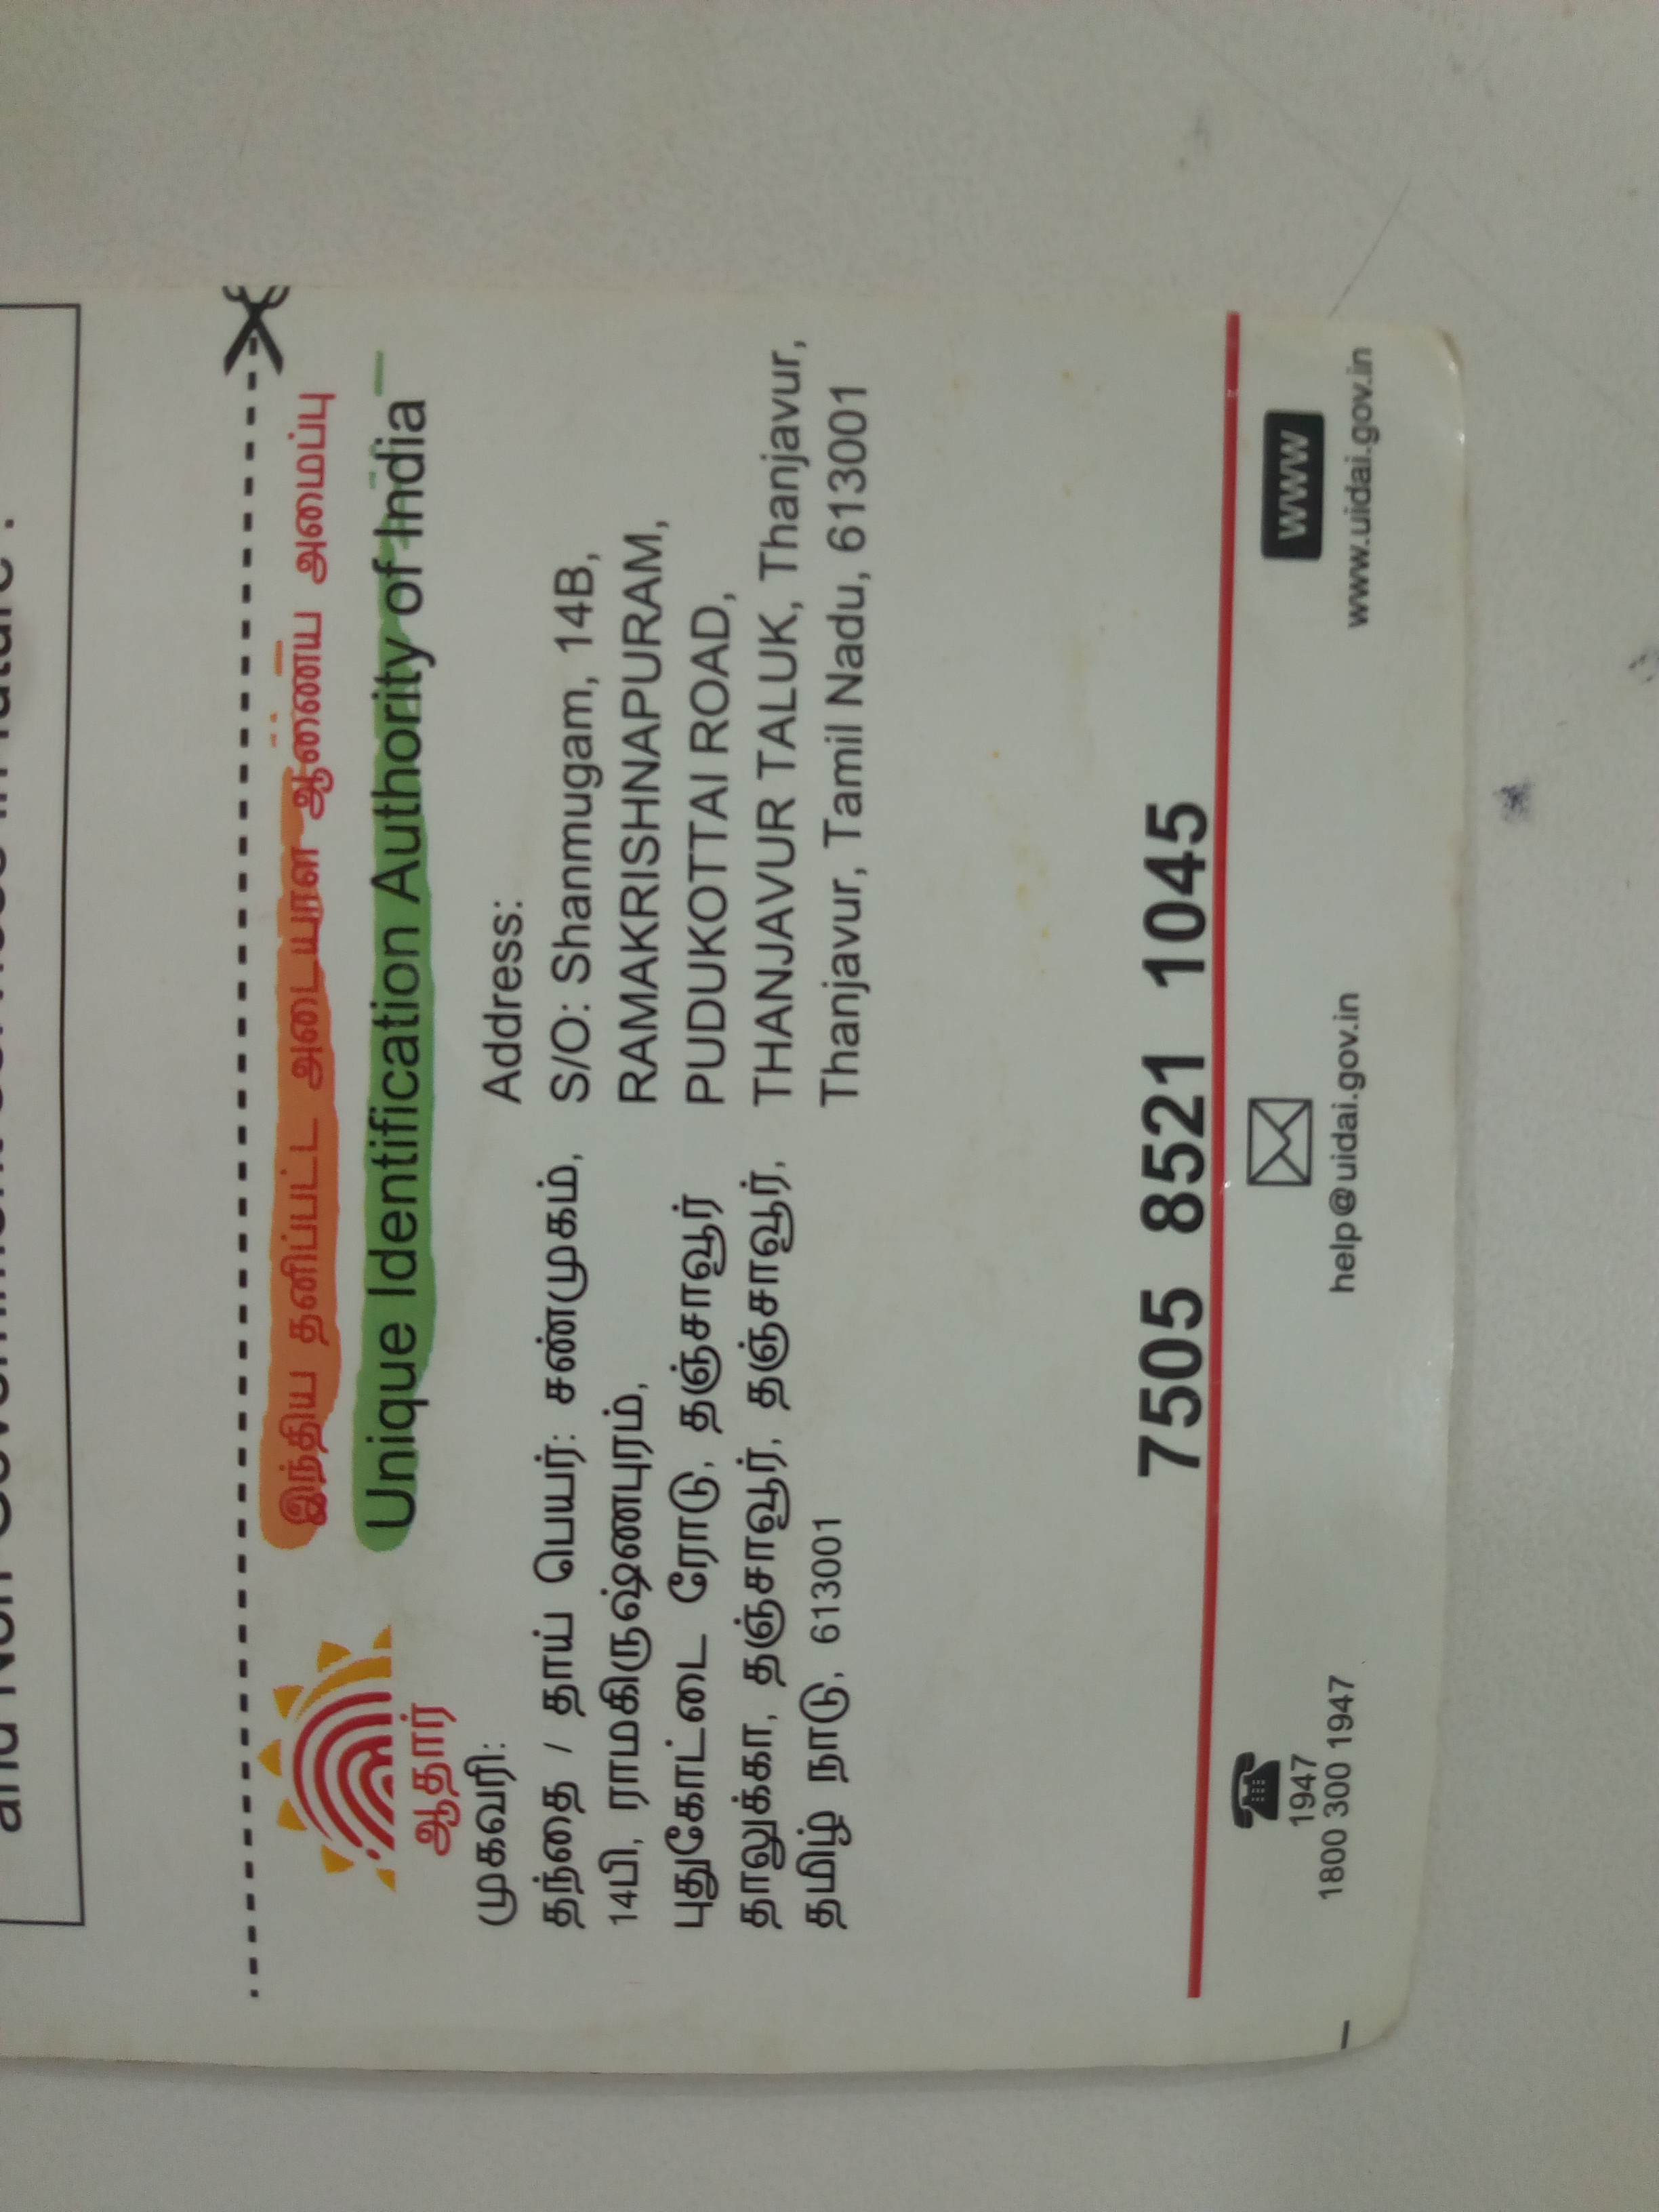 இந்திய தனிப்பட்ட அடையாள ஆணைய அமைப்பு
Unique Identification Authority of India
ஆதார்
முகவரி:
தந்தை / தாய் பெயர்: சண்முகம்,
14பி, ராமகிருஷ்ணபுரம்,
புதுகோட்டை ரோடு, தஞ்சாவூர்
தாலுக்கா, தஞ்சாவூர், தஞ்சாவூர்,
தமிழ் நாடு, 613001
Address:
S/O: Shanmugam, 14B,
RAMAKRISHNAPURAM,
PUDUKOTTAI ROAD,
THANJAVUR TALUK, Thanjavur,
Thanjavur, Tamil Nadu, 613001
7505 8521 1045
1947
1800 300 1947
help@uidai.gov.in
WWW
www.uidai.gov.in